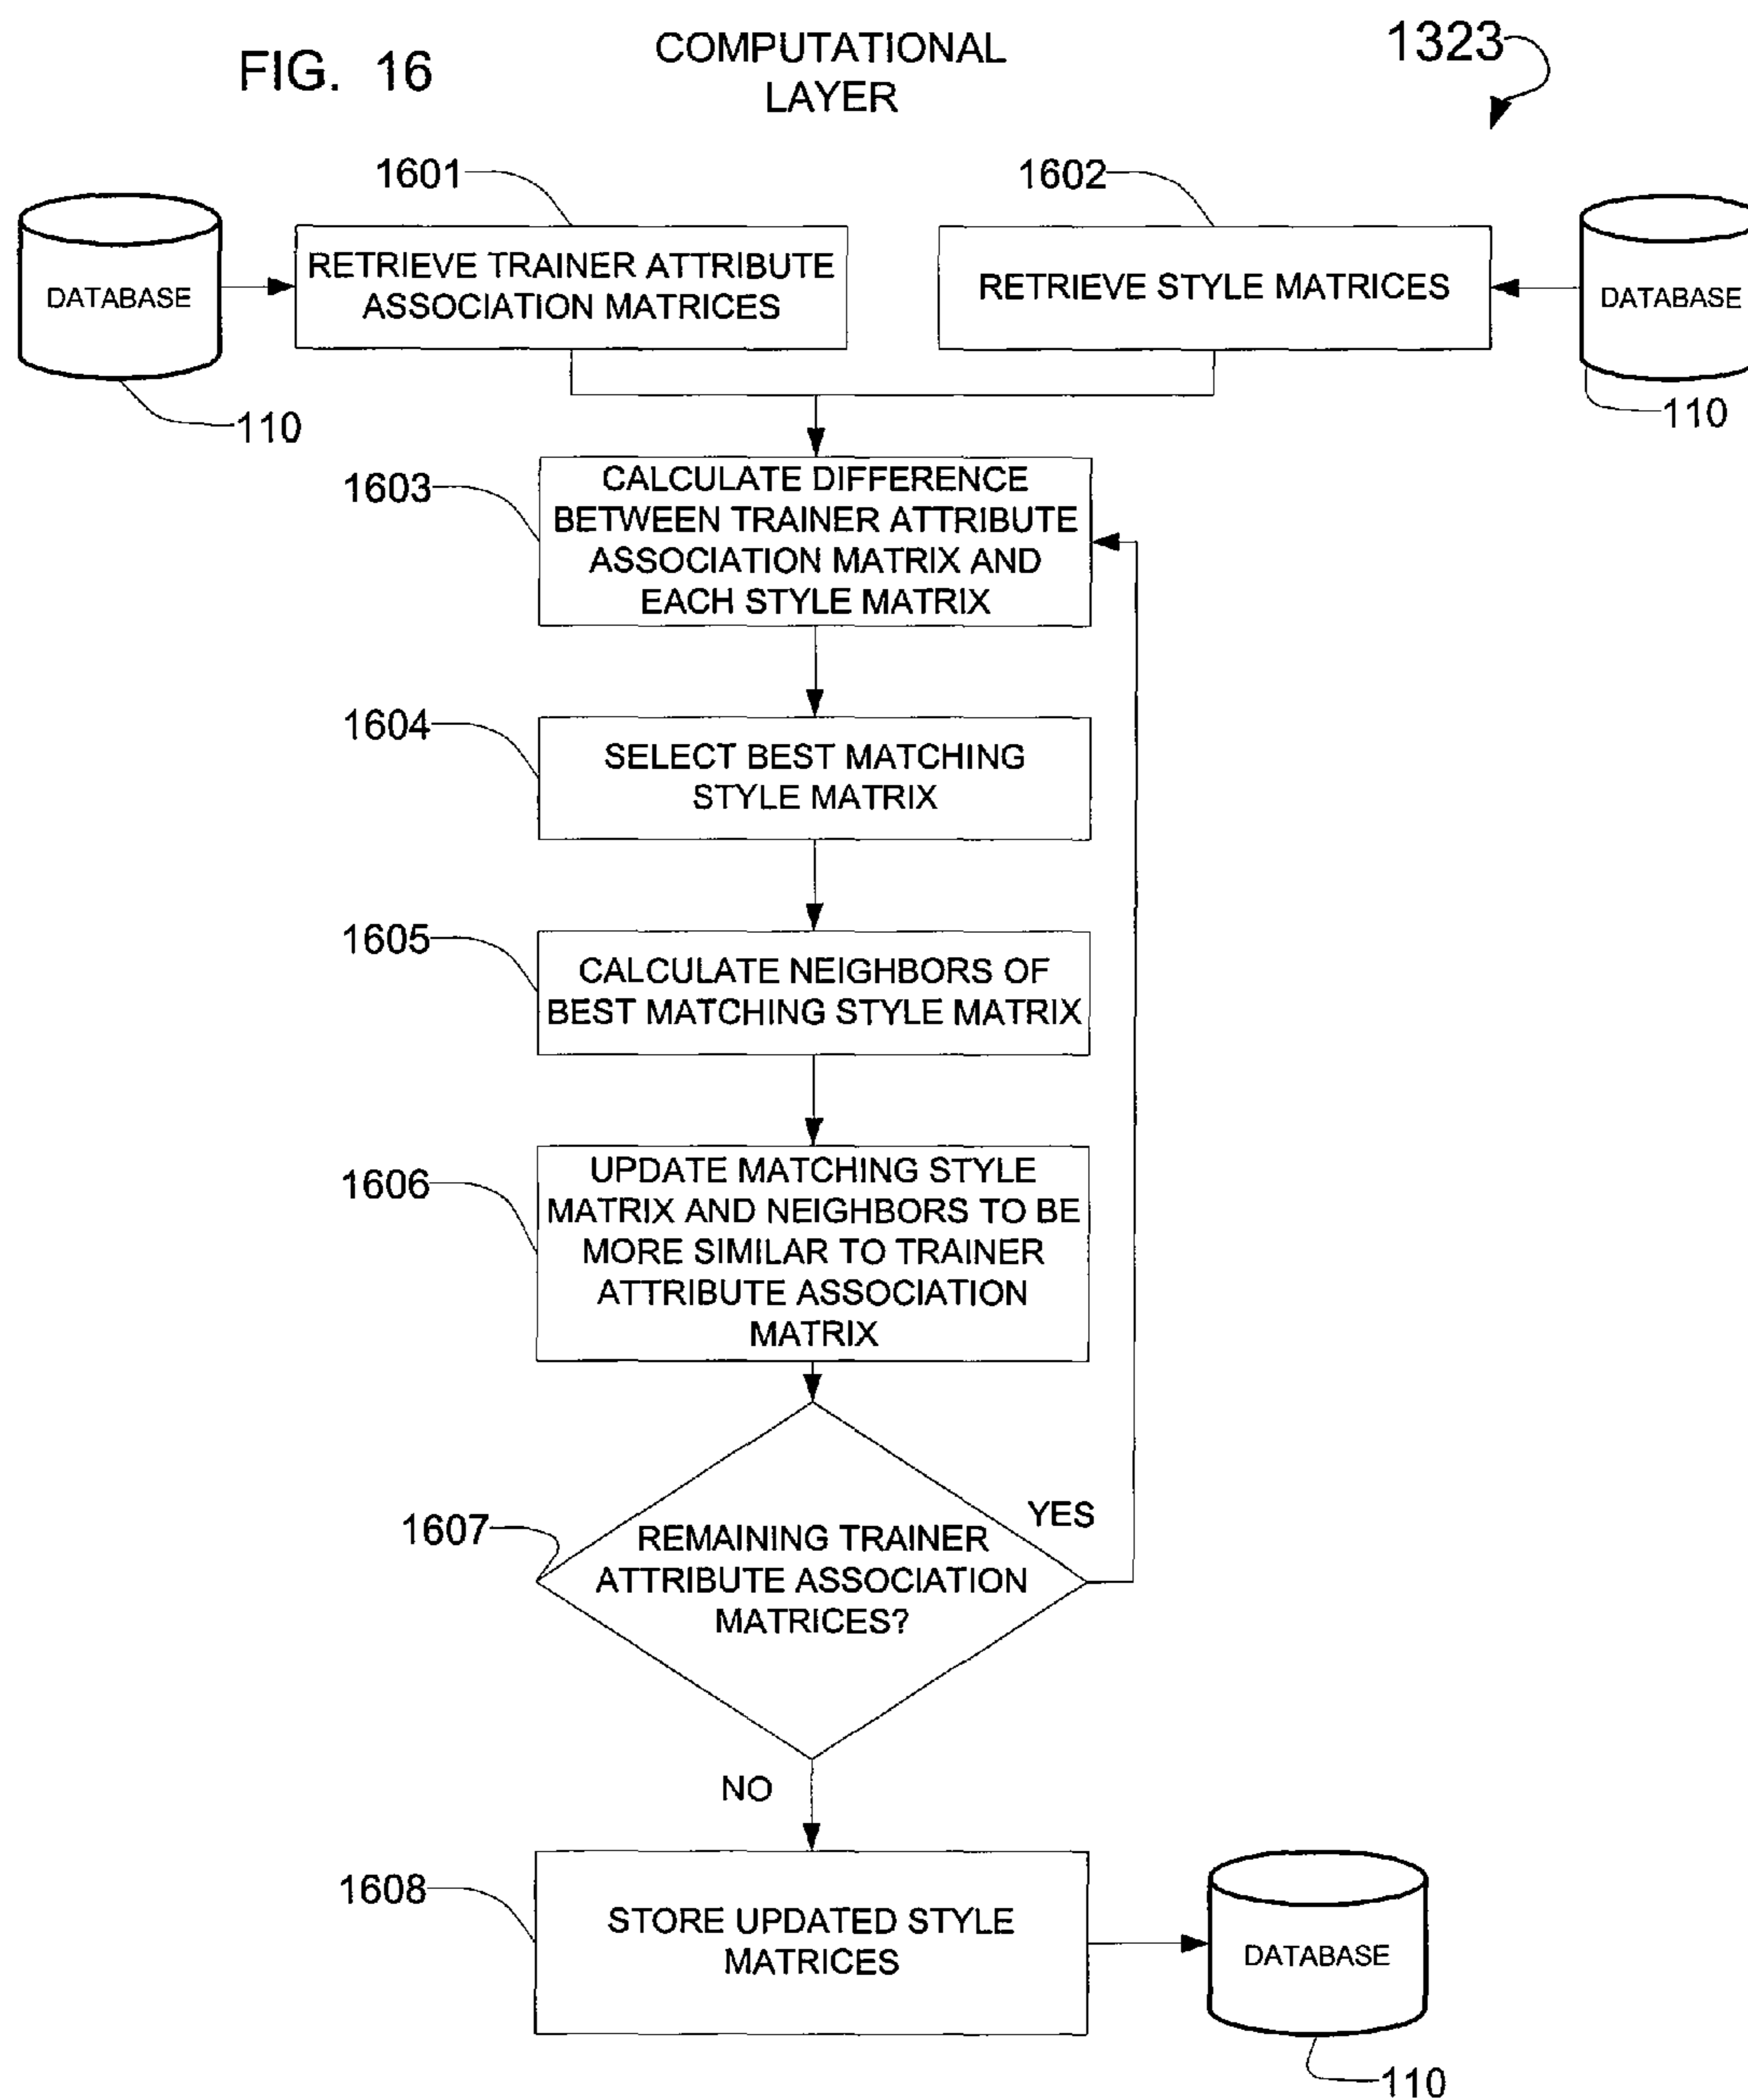 FIG. 16
COMPUTATIONAL
LAYER
1323
1601
1602
DATABASE
RETRIEVE TRAINER ATTRIBUTE
ASSOCIATION MATRICES
RETRIEVE STYLE MATRICES
DATABASE
110
110
1603
CALCULATE DIFFERENCE
BETWEEN TRAINER ATTRIBUTE
ASSOCIATION MATRIX AND
EACH STYLE MATRIX
1604
SELECT BEST MATCHING
STYLE MATRIX
1605
CALCULATE NEIGHBORS OF
BEST MATCHING STYLE MATRIX
1606
UPDATE MATCHING STYLE
MATRIX AND NEIGHBORS TO BE
MORE SIMILAR TO TRAINER
ATTRIBUTE ASSOCIATION
MATRIX
YES
1607
REMAINING TRAINER
ATTRIBUTE ASSOCIATION
MATRICES?
NO
1608
STORE UPDATED STYLE
MATRICES
DATABASE
110